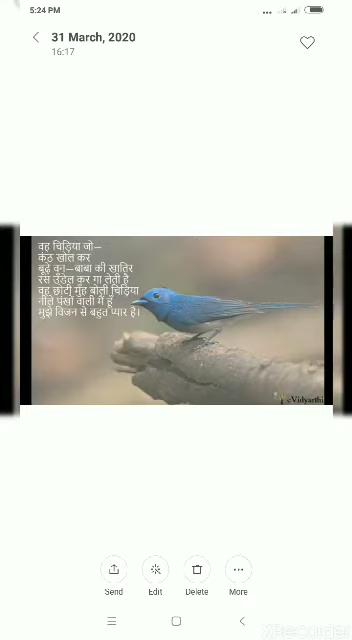 5:24 PM
31 March, 2020
16:17
वह चिड़िया जो—
कंठ खोल कर
बूढ़े वन—बाबा की खातिर
रस उंडेल कर गा लेती है
वह छोटी मुंह बोली चिड़िया
नीले पंखों वाली मैं हूं
मुझे विजन से बहुत प्यार है।
eVidyarthi
Send Edit Delete More
XRecorder